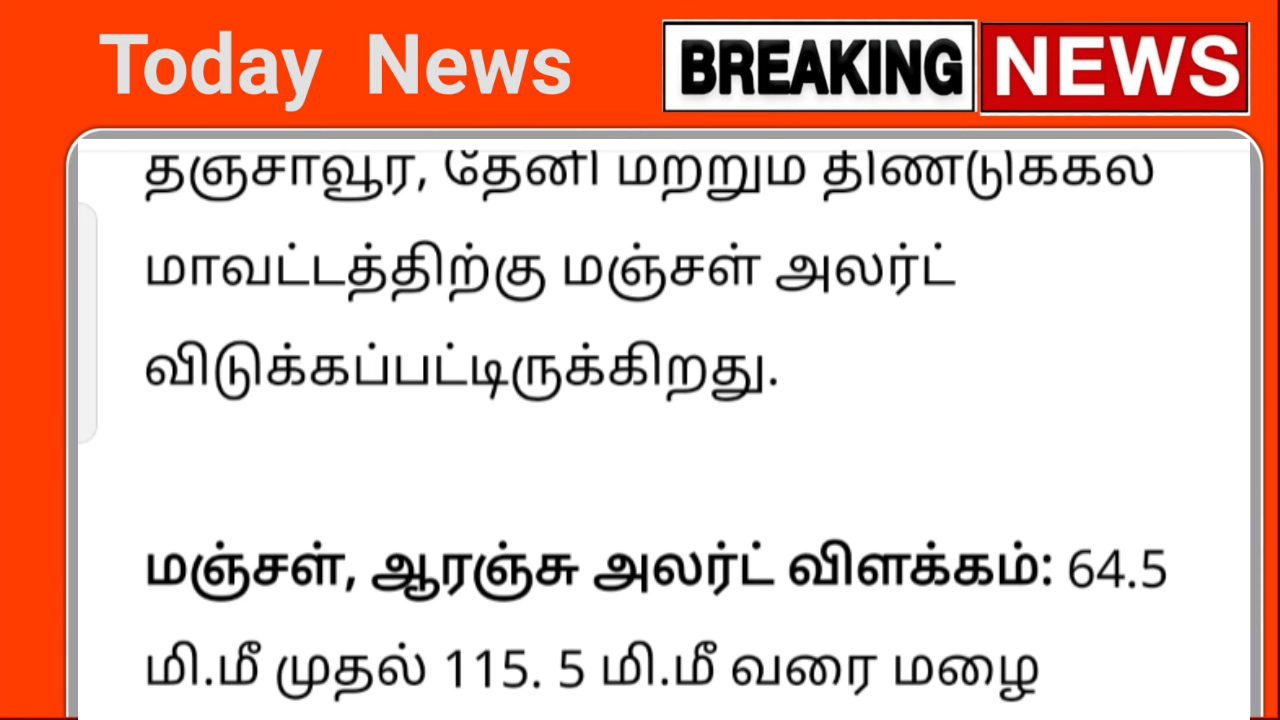 Today News
BREAKING NEWS
தஞ்சாவூர், தேனி மற்றும் திண்டுக்கல்
மாவட்டத்திற்கு மஞ்சள் அலர்ட்
விடுக்கப்பட்டிருக்கிறது.
மஞ்சள், ஆரஞ்சு அலர்ட் விளக்கம்: 64.5
மி.மீ முதல் 115. 5 மி.மீ வரை மழை